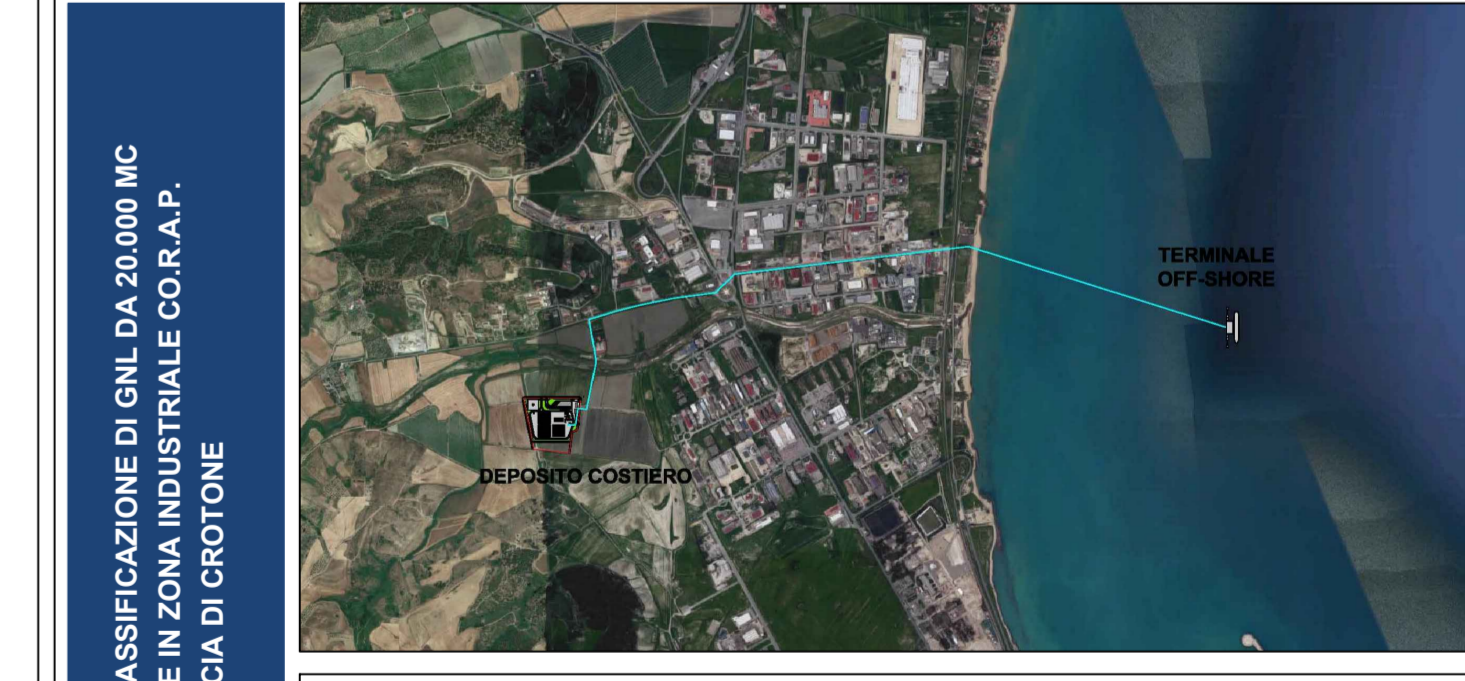 ASSIFICAZIONE DI GNL DA 20.000 MC
E IN ZONA INDUSTRIALE CO.R.A.P.
CIA DI CROTONE
TERMINALE
OFF-SHORE
DEPOSITO COSTIERO